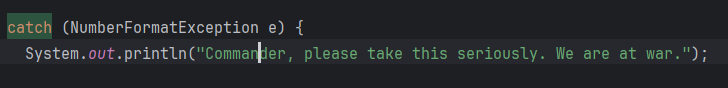 catch (NumberFormatException e) {
System.out.println("Commander, please take this seriously. We are at war.");